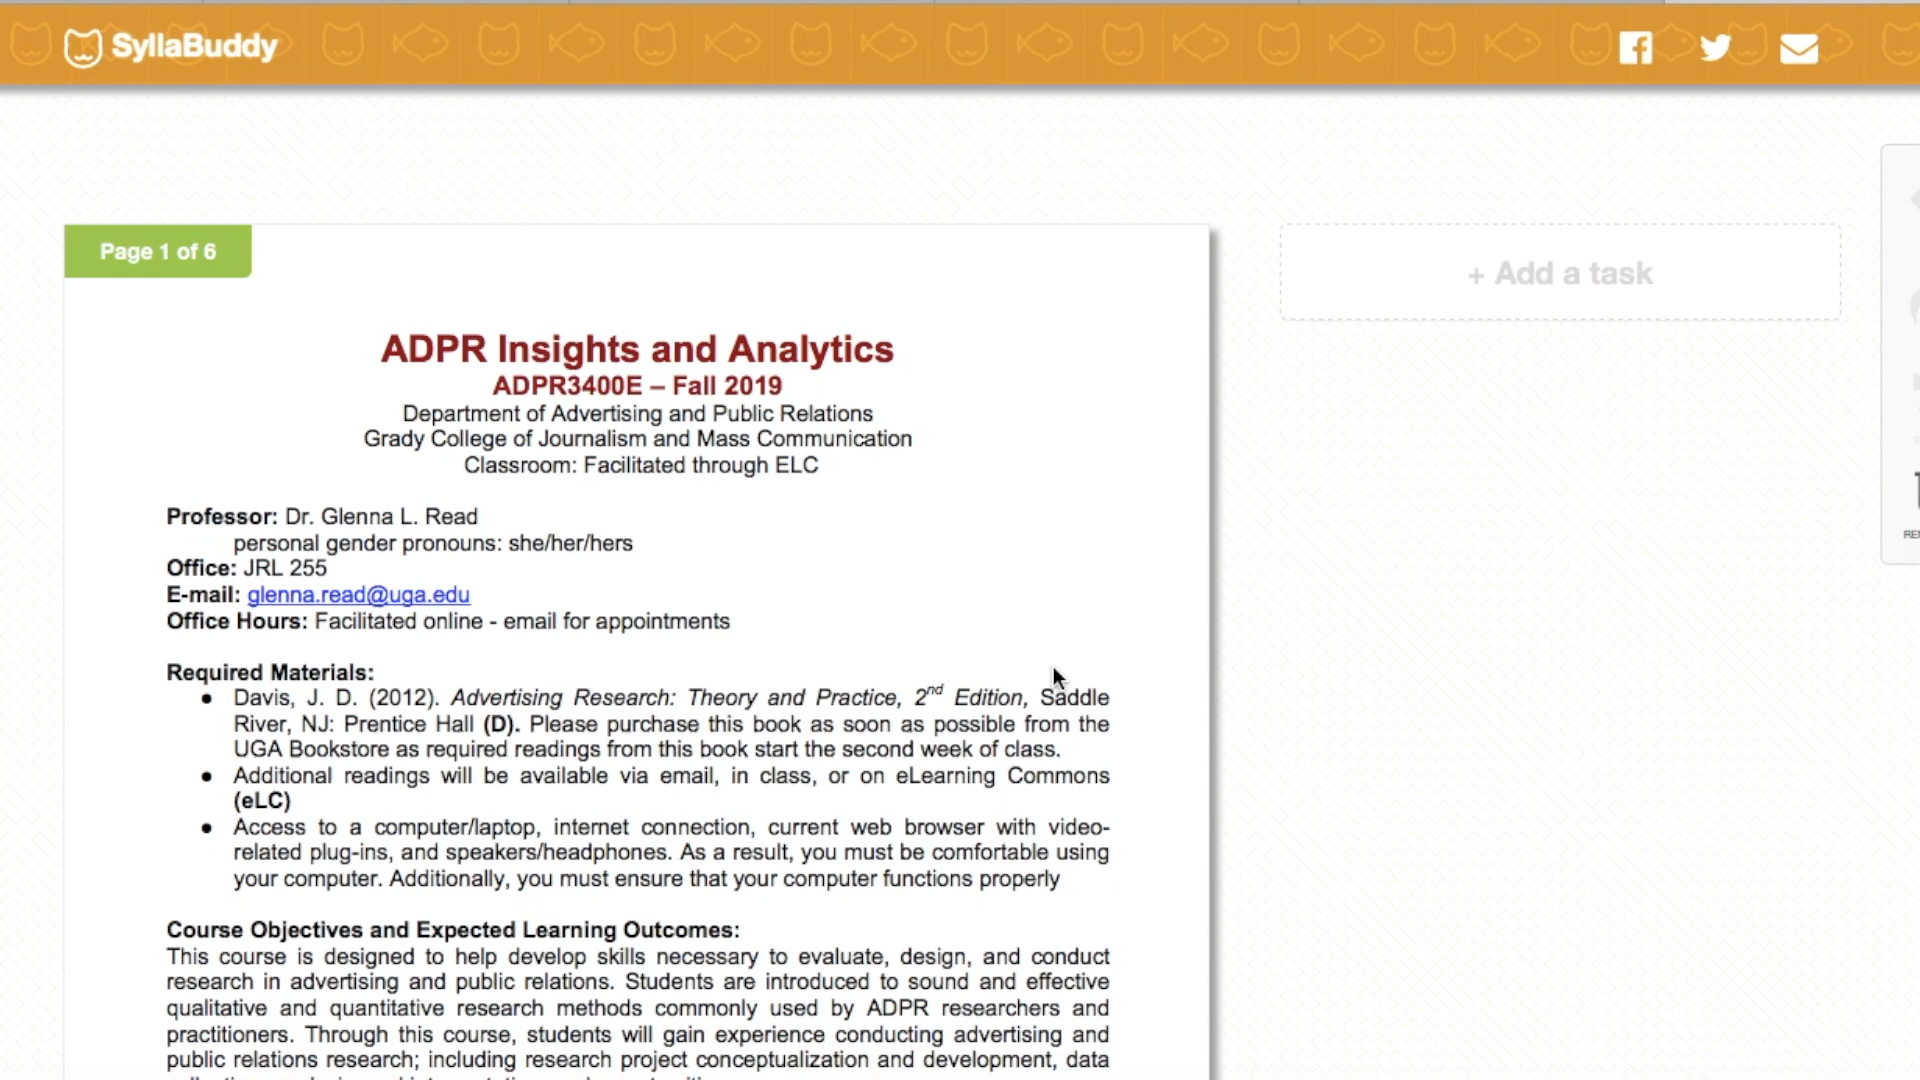 SyllaBuddy
Page 1 of 6
+ Add a task
ADPR Insights and Analytics
ADPR3400E – Fall 2019
Department of Advertising and Public Relations
Grady College of Journalism and Mass Communication
Classroom: Facilitated through ELC
Professor: Dr. Glenna L. Read
personal gender pronouns: she/her/hers
Office: JRL 255
E-mail: glenna.read@uga.edu
Office Hours: Facilitated online - email for appointments
Required Materials:
● Davis, J. D. (2012). Advertising Research: Theory and Practice, 2nd Edition, Saddle
River, NJ: Prentice Hall (D). Please purchase this book as soon as possible from the
UGA Bookstore as required readings from this book start the second week of class.
● Additional readings will be available via email, in class, or on eLearning Commons
(eLC)
● Access to a computer/laptop, internet connection, current web browser with video-
related plug-ins, and speakers/headphones. As a result, you must be comfortable using
your computer. Additionally, you must ensure that your computer functions properly
Course Objectives and Expected Learning Outcomes:
This course is designed to help develop skills necessary to evaluate, design, and conduct
research in advertising and public relations. Students are introduced to sound and effective
qualitative and quantitative research methods commonly used by ADPR researchers and
practitioners. Through this course, students will gain experience conducting advertising and
public relations research; including research project conceptualization and development, data